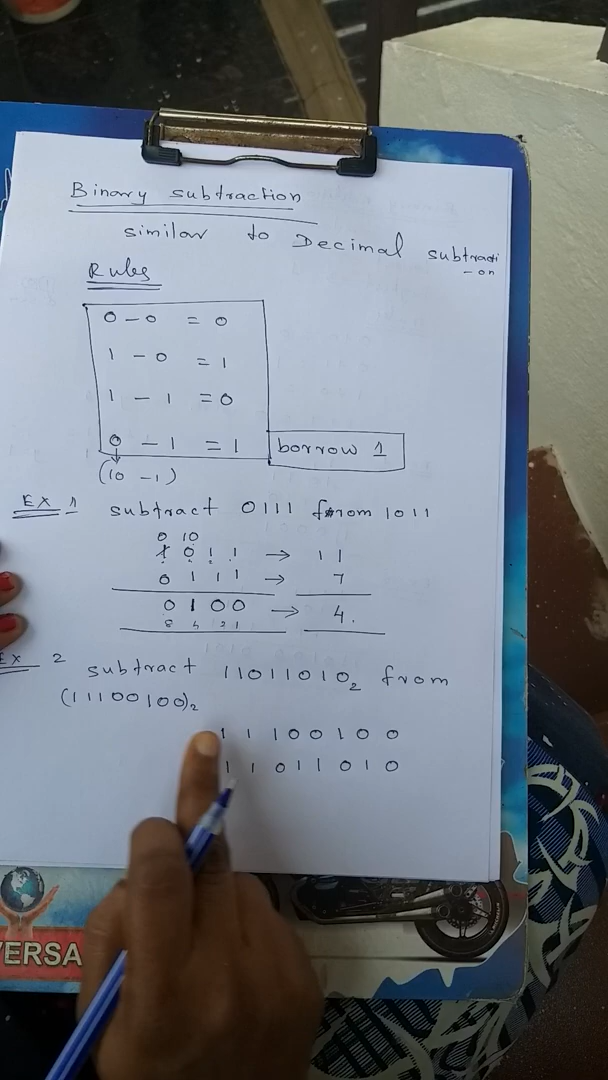 Binary subtraction
similar to Decimal subtracti
-on
Rules
0 - 0 = 0
1 - 0 = 1
1 - 1 = 0
0 - 1 = 1 borrow 1
(10 - 1)
EX 1 subtract 0111 from 1011
0 10
1 0 1 1 → 11
0 1 1 1 → 7
0 1 0 0 → 4.
8 4 2 1
Ex 2 subtract 11011010₂ from
(11100100)₂
1 1 1 0 0 1 0 0
1 1 0 1 1 0 1 0
VERSA